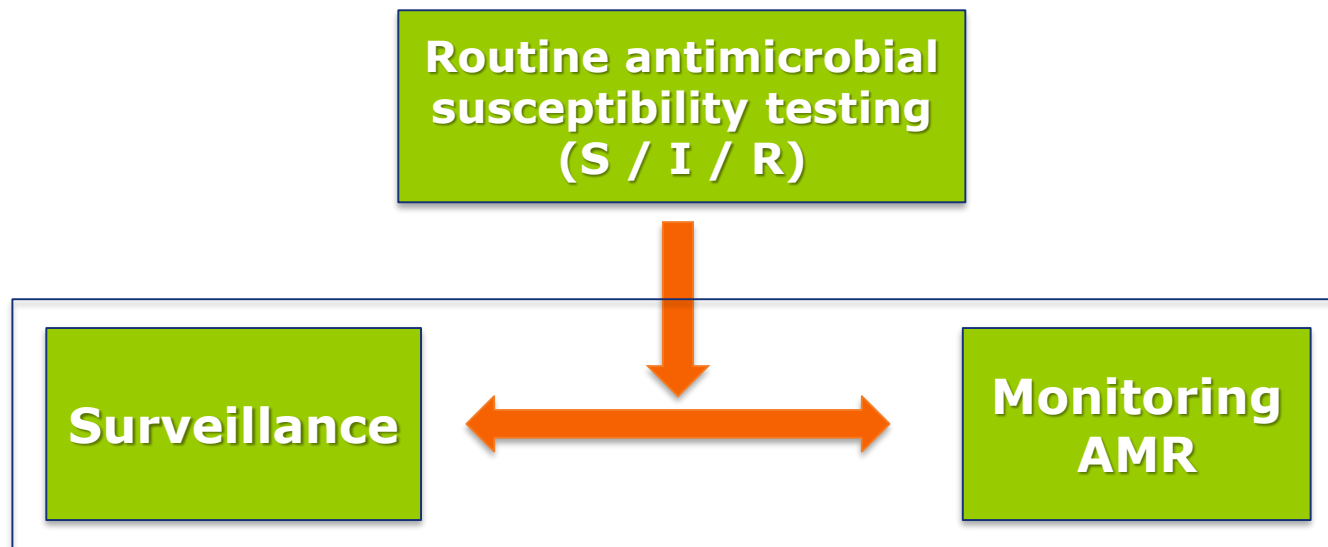 Routine antimicrobial
susceptibility testing
(S / I / R)
Surveillance
Monitoring
AMR